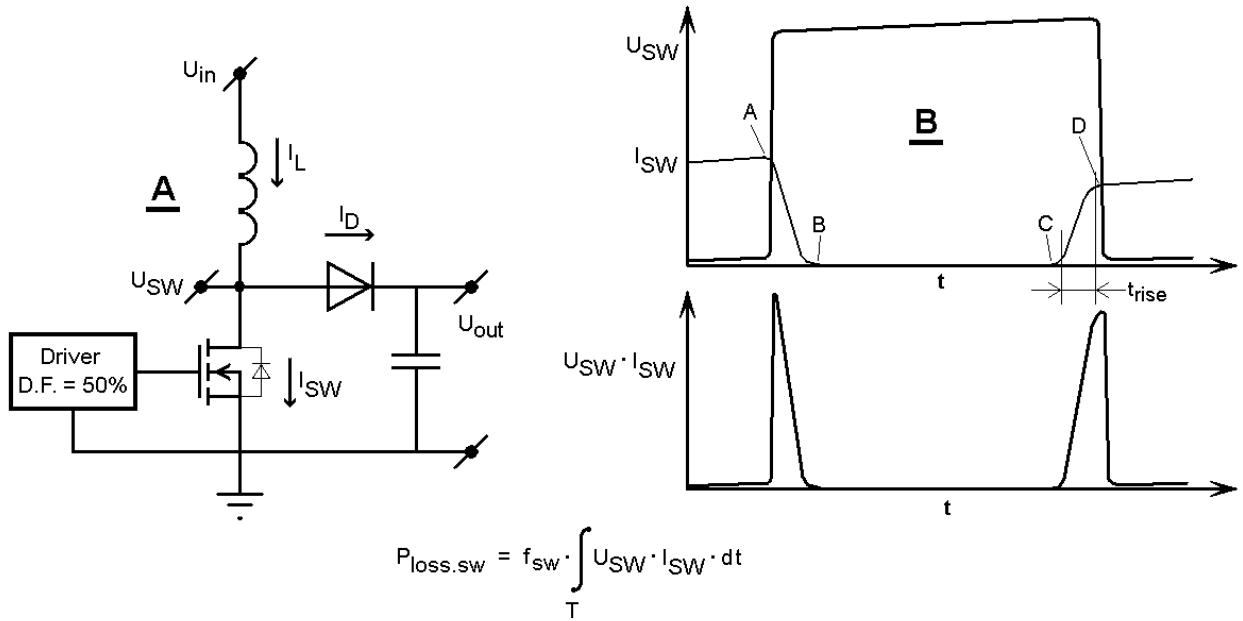 U_in
A
I_L
I_D
U_SW
U_out
Driver
D.F. = 50%
I_SW
U_SW
A
B
D
I_SW
B
C
t
t_rise
U_SW · I_SW
t
P_loss.sw = f_sw · ∫_T U_SW · I_SW · dt